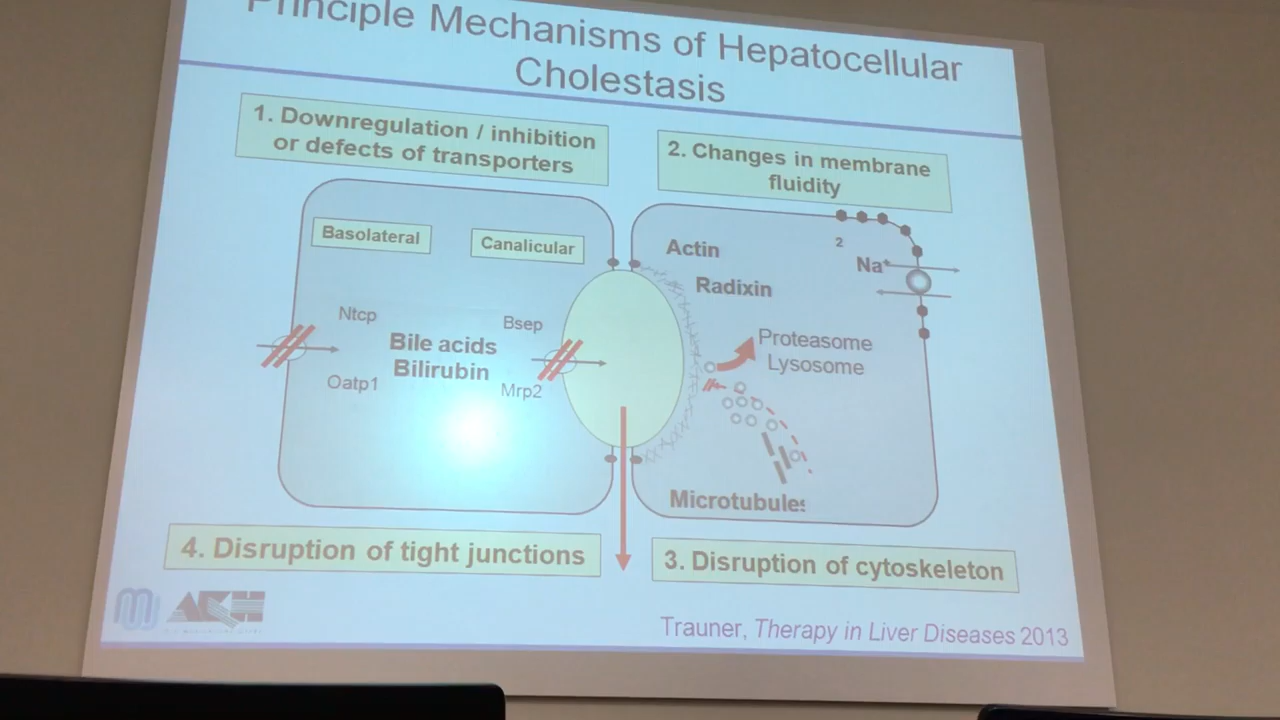 Principle Mechanisms of Hepatocellular
Cholestasis
1. Downregulation / inhibition
or defects of transporters
2. Changes in membrane
fluidity
Basolateral
Canalicular
Ntcp
Oatp1
Bile acids
Bilirubin
Bsep
Mrp2
Actin
Radixin
2
Na+
Proteasome
Lysosome
Microtubules
4. Disruption of tight junctions
3. Disruption of cytoskeleton
AKH
Trauner, Therapy in Liver Diseases 2013